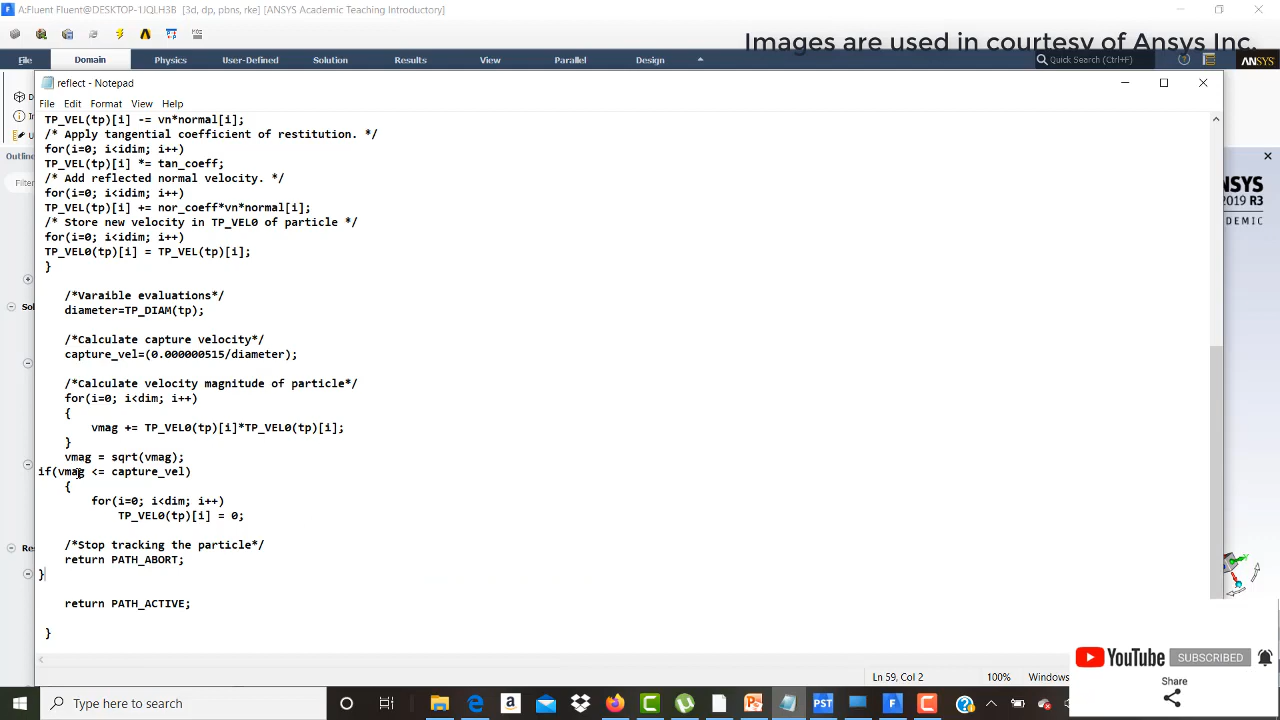 A:Fluent Fluent@DESKTOP-1JQLH3B [3d, dp, pbns, rke] [ANSYS Academic Teaching Introductory]
Images are used in courtesy of Ansys Inc.
File Domain Physics User-Defined Solution Results View Parallel Design Quick Search (Ctrl+F) ANSYS
reflect - Notepad
File Edit Format View Help
TP_VEL(tp)[i] -= vn*normal[i];
/* Apply tangential coefficient of restitution. */
for(i=0; i<idim; i++)
TP_VEL(tp)[i] *= tan_coeff;
/* Add reflected normal velocity. */
for(i=0; i<idim; i++)
TP_VEL(tp)[i] += nor_coeff*vn*normal[i];
/* Store new velocity in TP_VEL0 of particle */
for(i=0; i<idim; i++)
TP_VEL0(tp)[i] = TP_VEL(tp)[i];
}
/*Varaible evaluations*/
diameter=TP_DIAM(tp);
/*Calculate capture velocity*/
capture_vel=(0.000000515/diameter);
/*Calculate velocity magnitude of particle*/
for(i=0; i<dim; i++)
{
vmag += TP_VEL0(tp)[i]*TP_VEL0(tp)[i];
}
vmag = sqrt(vmag);
if(vmag <= capture_vel)
{
for(i=0; i<dim; i++)
TP_VEL0(tp)[i] = 0;
/*Stop tracking the particle*/
return PATH_ABORT;
}
return PATH_ACTIVE;
}
Outline
Filter
NSYS
2019 R3
DEMIC
Ln 59, Col 2 100% Windows
YouTube SUBSCRIBED
Share
Type here to search